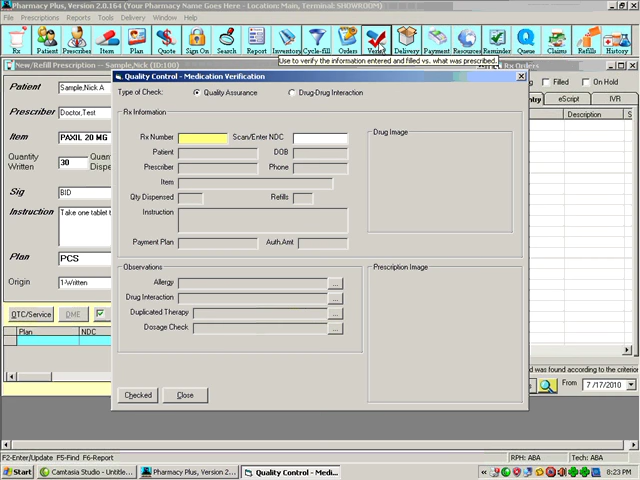 Pharmacy Plus, Version 2.0.164 (Your Pharmacy Name Goes Here - Location: Main, Terminal: SHOWROOM)
Prescriptions Reports Tools Delivery Window Help
Rx Patient Prescriber Item Plan Quote Sign On Search Report Inventory Cycle-fill Orders Verify Delivery Payment Resources Reminder Queue Claims Refills History
Use to verify the information entered and filled vs. what was prescribed.
New/Refill Prescription - Sample,Nick (ID:100)
Rx Orders
Patient Sample,Nick A
Prescriber Doctor,Test
Item PAXIL 20 MG
Quantity Written 30 Quan Dispe
Sig BID
Instruction Take one tablet t
Plan PCS
Origin 1-Written
OTC/Service DME
Plan NDC
Filled On Hold
ntry eScript IVR
Description S
d was found according to the criterion
From 7/17/2010
Quality Control - Medication Verification
Type of Check: Quality Assurance Drug-Drug Interaction
Rx Information
Rx Number Scan/Enter NDC
Patient DOB
Prescriber Phone
Item
Qty Dispensed Refills
Instruction
Payment Plan Auth.Amt
Drug Image
Observations
Allergy ...
Drug Interaction ...
Duplicated Therapy ...
Dosage Check ...
Prescription Image
Checked Close
F2-Enter/Update F5-Find F6-Report
RPH: ABA Tech: ABA
Start Camtasia Studio - Untitle... Pharmacy Plus, Version 2... Quality Control - Medi... 8:23 PM